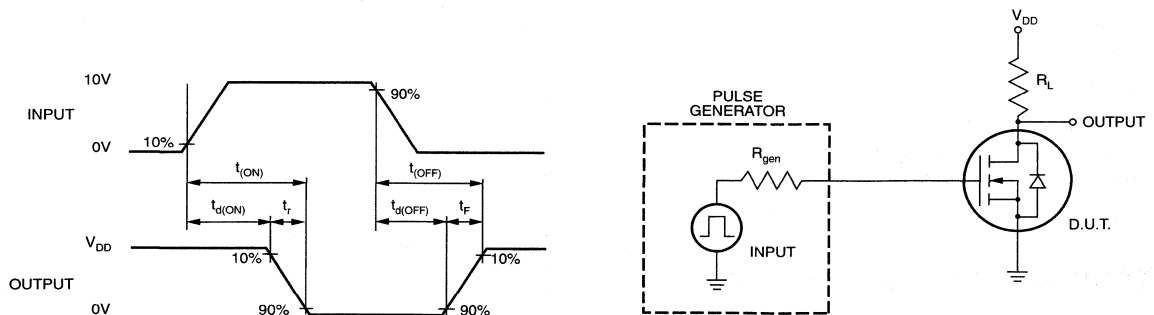 10V
INPUT
90%
10%
0V
t(ON)
t(OFF)
td(ON)
tr
td(OFF)
tF
VDD
10%
10%
OUTPUT
0V
90%
90%
VDD
RL
PULSE
GENERATOR
OUTPUT
Rgen
INPUT
D.U.T.